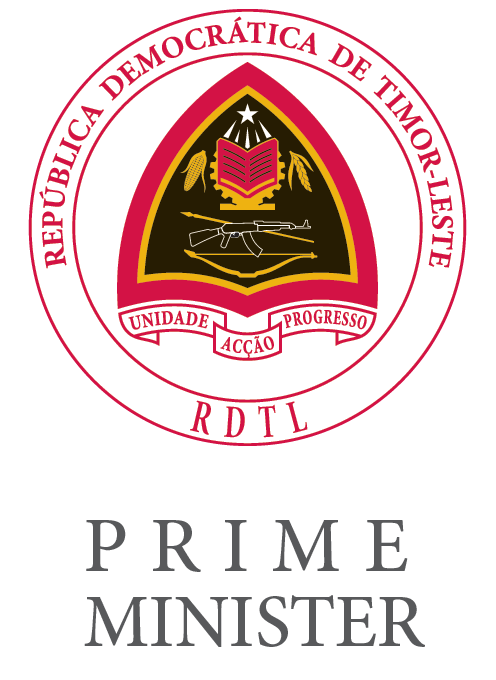 REPÚBLICA DEMOCRÁTICA DE TIMOR-LESTE
UNIDADE
ACÇÃO
PROGRESSO
RDTL
PRIME
MINISTER